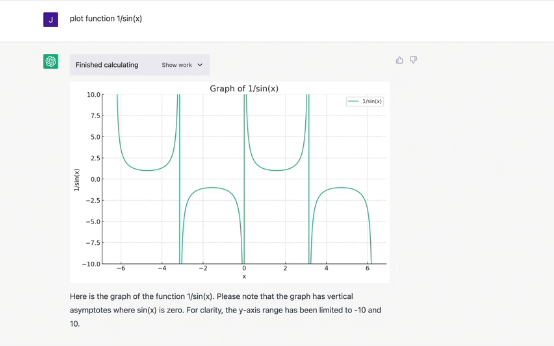 J
plot function 1/sin(x)
Finished calculating
Show work
Graph of 1/sin(x)
1/sin(x)
10.0
7.5
5.0
2.5
0.0
−2.5
−5.0
−7.5
−10.0
1/sin(x)
−6 −4 −2 0 2 4 6
x
Here is the graph of the function 1/sin(x). Please note that the graph has vertical
asymptotes where sin(x) is zero. For clarity, the y-axis range has been limited to -10 and
10.